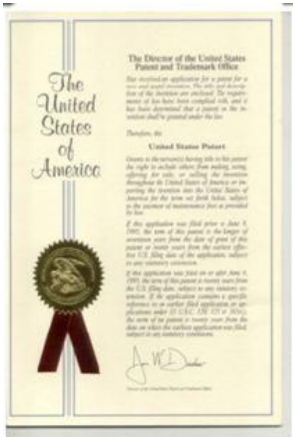 The
United
States
of
America
The Director of the United States
Patent and Trademark Office
Has received an application for a patent for a
new and useful invention. The title and descrip-
tion of the invention are enclosed. The require-
ments of law have been complied with, and it
has been determined that a patent on the in-
vention shall be granted under the law.
Therefore, this
United States Patent
Grants to the person(s) having title to this patent
the right to exclude others from making, using,
offering for sale, or selling the invention
throughout the United States of America or im-
porting the invention into the United States of
America for the term set forth below, subject
to the payment of maintenance fees as provided
by law.
If this application was filed prior to June 8,
1995, the term of this patent is the longer of
seventeen years from the date of grant of this
patent or twenty years from the earliest effec-
tive U.S. filing date of the application, subject
to any statutory extension.
If this application was filed on or after June 8,
1995, the term of this patent is twenty years from
the U.S. filing date, subject to any statutory ex-
tension. If the application contains a specific
reference to an earlier filed application or ap-
plications under 35 U.S.C. 120, 121 or 365(c),
the term of the patent is twenty years from the
date on which the earliest application was filed,
subject to any statutory extensions.
Director of the United States Patent and Trademark Office